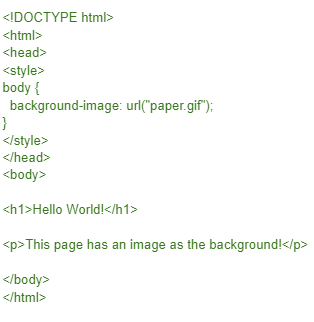 <!DOCTYPE html>
<html>
<head>
<style>
body {
  background-image: url("paper.gif");
}
</style>
</head>
<body>

<h1>Hello World!</h1>

<p>This page has an image as the background!</p>

</body>
</html>